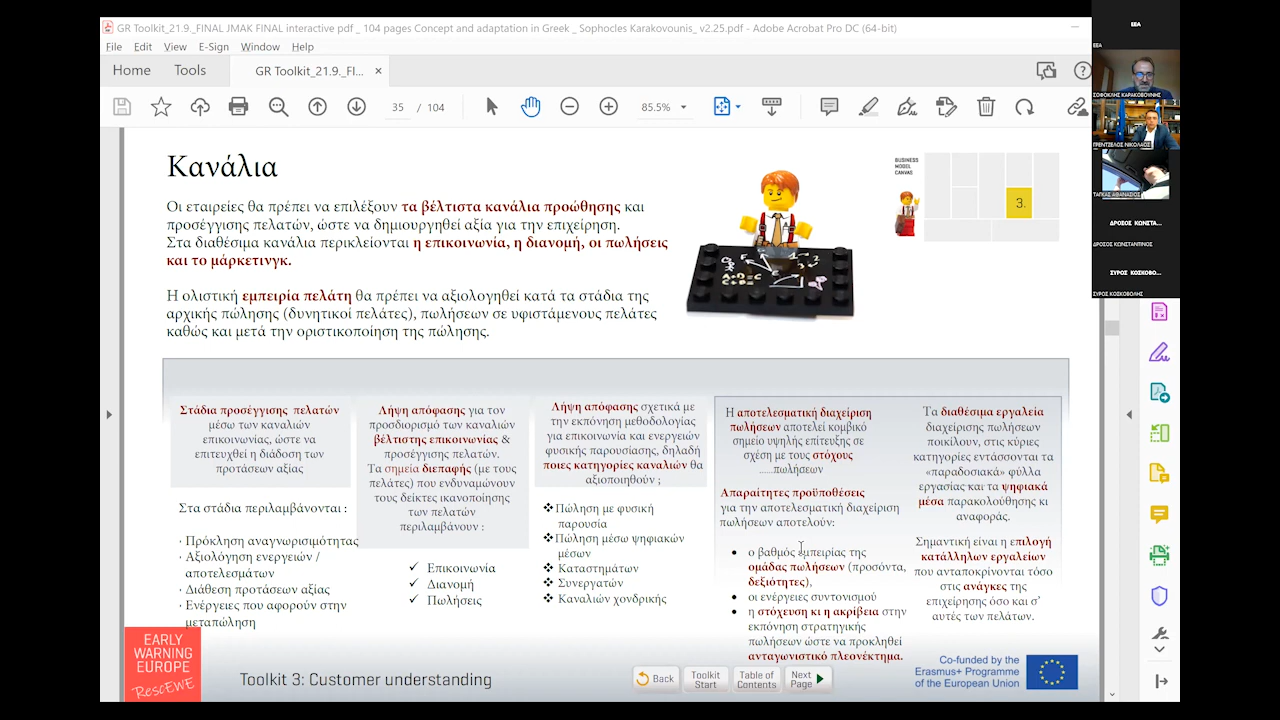 GR Toolkit_21.9._FINAL JMAK FINAL interactive pdf _ 104 pages Concept and adaptation in Greek _ Sophocles Karakovounis_ v2.25.pdf - Adobe Acrobat Pro DC (64-bit)
File Edit View E-Sign Window Help
Home Tools GR Toolkit_21.9._FI... ×
35 / 104 85.5%
Κανάλια
Οι εταιρείες θα πρέπει να επιλέξουν τα βέλτιστα κανάλια προώθησης και
προσέγγισης πελατών, ώστε να δημιουργηθεί αξία για την επιχείρηση.
Στα διαθέσιμα κανάλια περικλείονται η επικοινωνία, η διανομή, οι πωλήσεις
και το μάρκετινγκ.
Η ολιστική εμπειρία πελάτη θα πρέπει να αξιολογηθεί κατά τα στάδια της
αρχικής πώλησης (δυνητικοί πελάτες), πωλήσεων σε υφιστάμενους πελάτες
καθώς και μετά την οριστικοποίηση της πώλησης.
BUSINESS
MODEL
CANVAS
3.
Στάδια προσέγγισης πελατών
μέσω των καναλιών
επικοινωνίας, ώστε να
επιτευχθεί η διάδοση των
προτάσεων αξίας
Στα στάδια περιλαμβάνονται :
· Πρόκληση αναγνωρισιμότητας
· Αξιολόγηση ενεργειών /
αποτελεσμάτων
· Διάθεση προτάσεων αξίας
· Ενέργειες που αφορούν στην
μεταπώληση
Λήψη απόφασης για τον
προσδιορισμό των καναλιών
βέλτιστης επικοινωνίας &
προσέγγισης πελατών.
Τα σημεία διεπαφής (με τους
πελάτες) που ενδυναμώνουν
τους δείκτες ικανοποίησης
των πελατών
περιλαμβάνουν :
✓ Επικοινωνία
✓ Διανομή
✓ Πωλήσεις
Λήψη απόφασης σχετικά με
την εκπόνηση μεθοδολογίας
για επικοινωνία και ενεργειών
φυσικής παρουσίασης, δηλαδή
ποιες κατηγορίες καναλιών θα
αξιοποιηθούν ;
❖ Πώληση με φυσική
παρουσία
❖ Πώληση μέσω ψηφιακών
μέσων
❖ Καταστημάτων
❖ Συνεργατών
❖ Καναλιών χονδρικής
Η αποτελεσματική διαχείριση
πωλήσεων αποτελεί κομβικό
σημείο υψηλής επίτευξης σε
σχέση με τους στόχους
......πωλήσεων
Απαραίτητες προϋποθέσεις
για την αποτελεσματική διαχείριση
πωλήσεων αποτελούν:
• ο βαθμός εμπειρίας της
ομάδας πωλήσεων (προσόντα,
δεξιότητες),
• οι ενέργειες συντονισμού
• η στόχευση κι η ακρίβεια στην
εκπόνηση στρατηγικής
πωλήσεων ώστε να προκληθεί
ανταγωνιστικό πλεονέκτημα.
Τα διαθέσιμα εργαλεία
διαχείρισης πωλήσεων
ποικίλουν, στις κύριες
κατηγορίες εντάσσονται τα
«παραδοσιακά» φύλλα
εργασίας και τα ψηφιακά
μέσα παρακολούθησης κι
αναφοράς.
Σημαντική είναι η επιλογή
κατάλληλων εργαλείων
που ανταποκρίνονται τόσο
στις ανάγκες της
επιχείρησης όσο και σ'
αυτές των πελάτων.
EARLY
WARNING
EUROPE
RescEWE
Toolkit 3: Customer understanding
Back
Toolkit
Start
Table of
Contents
Next
Page
Co-funded by the
Erasmus+ Programme
of the European Union
EEA
EEA
ΣΟΦΟΚΛΗΣ ΚΑΡΑΚΟΒΟΥΝΗΣ
ΓΡΕΝΤΖΕΛΟΣ ΝΙΚΟΛΑΟΣ
ΤΑΓΚΑΣ ΑΘΑΝΑΣΙΟΣ
ΔΡΟΣΟΣ ΚΩΝΣΤΑ...
ΔΡΟΣΟΣ ΚΩΝΣΤΑΝΤΙΝΟΣ
ΣΥΡΟΣ ΚΟΣΚΟΒΟ...
ΣΥΡΟΣ ΚΟΣΚΟΒΟΛΗΣ